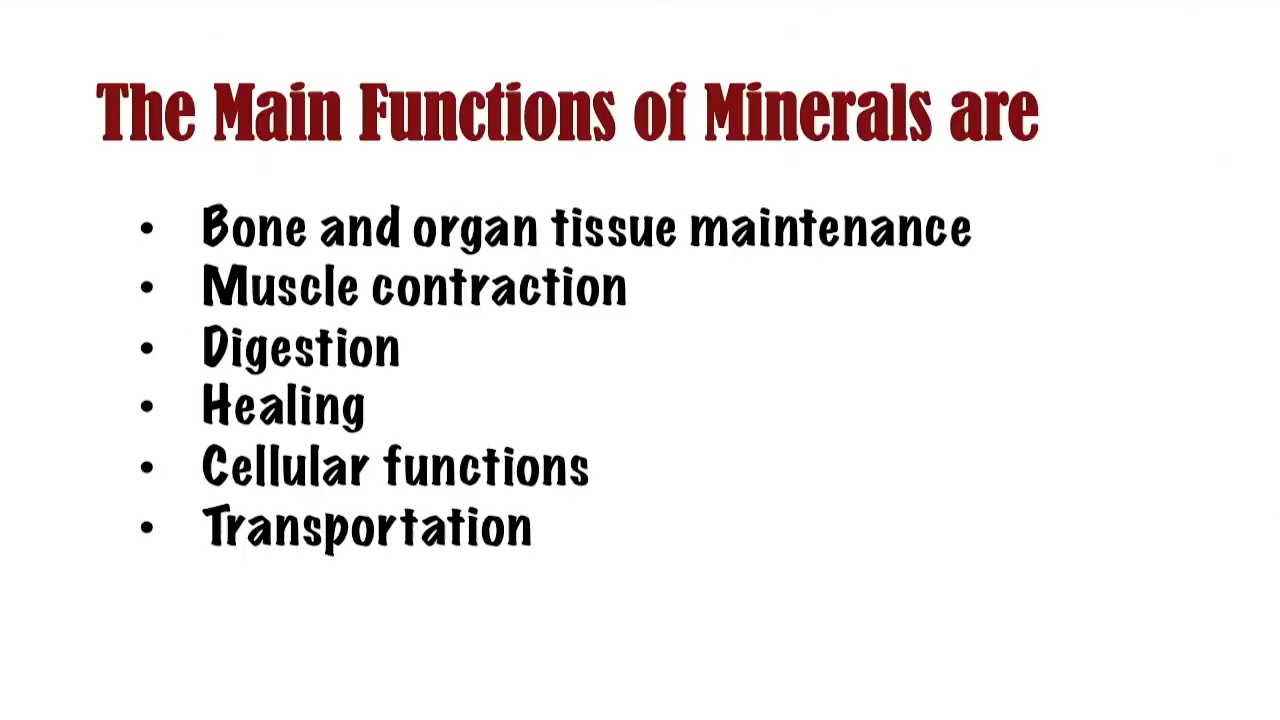 The Main Functions of Minerals are
• Bone and organ tissue maintenance
• Muscle contraction
• Digestion
• Healing
• Cellular functions
• Transportation